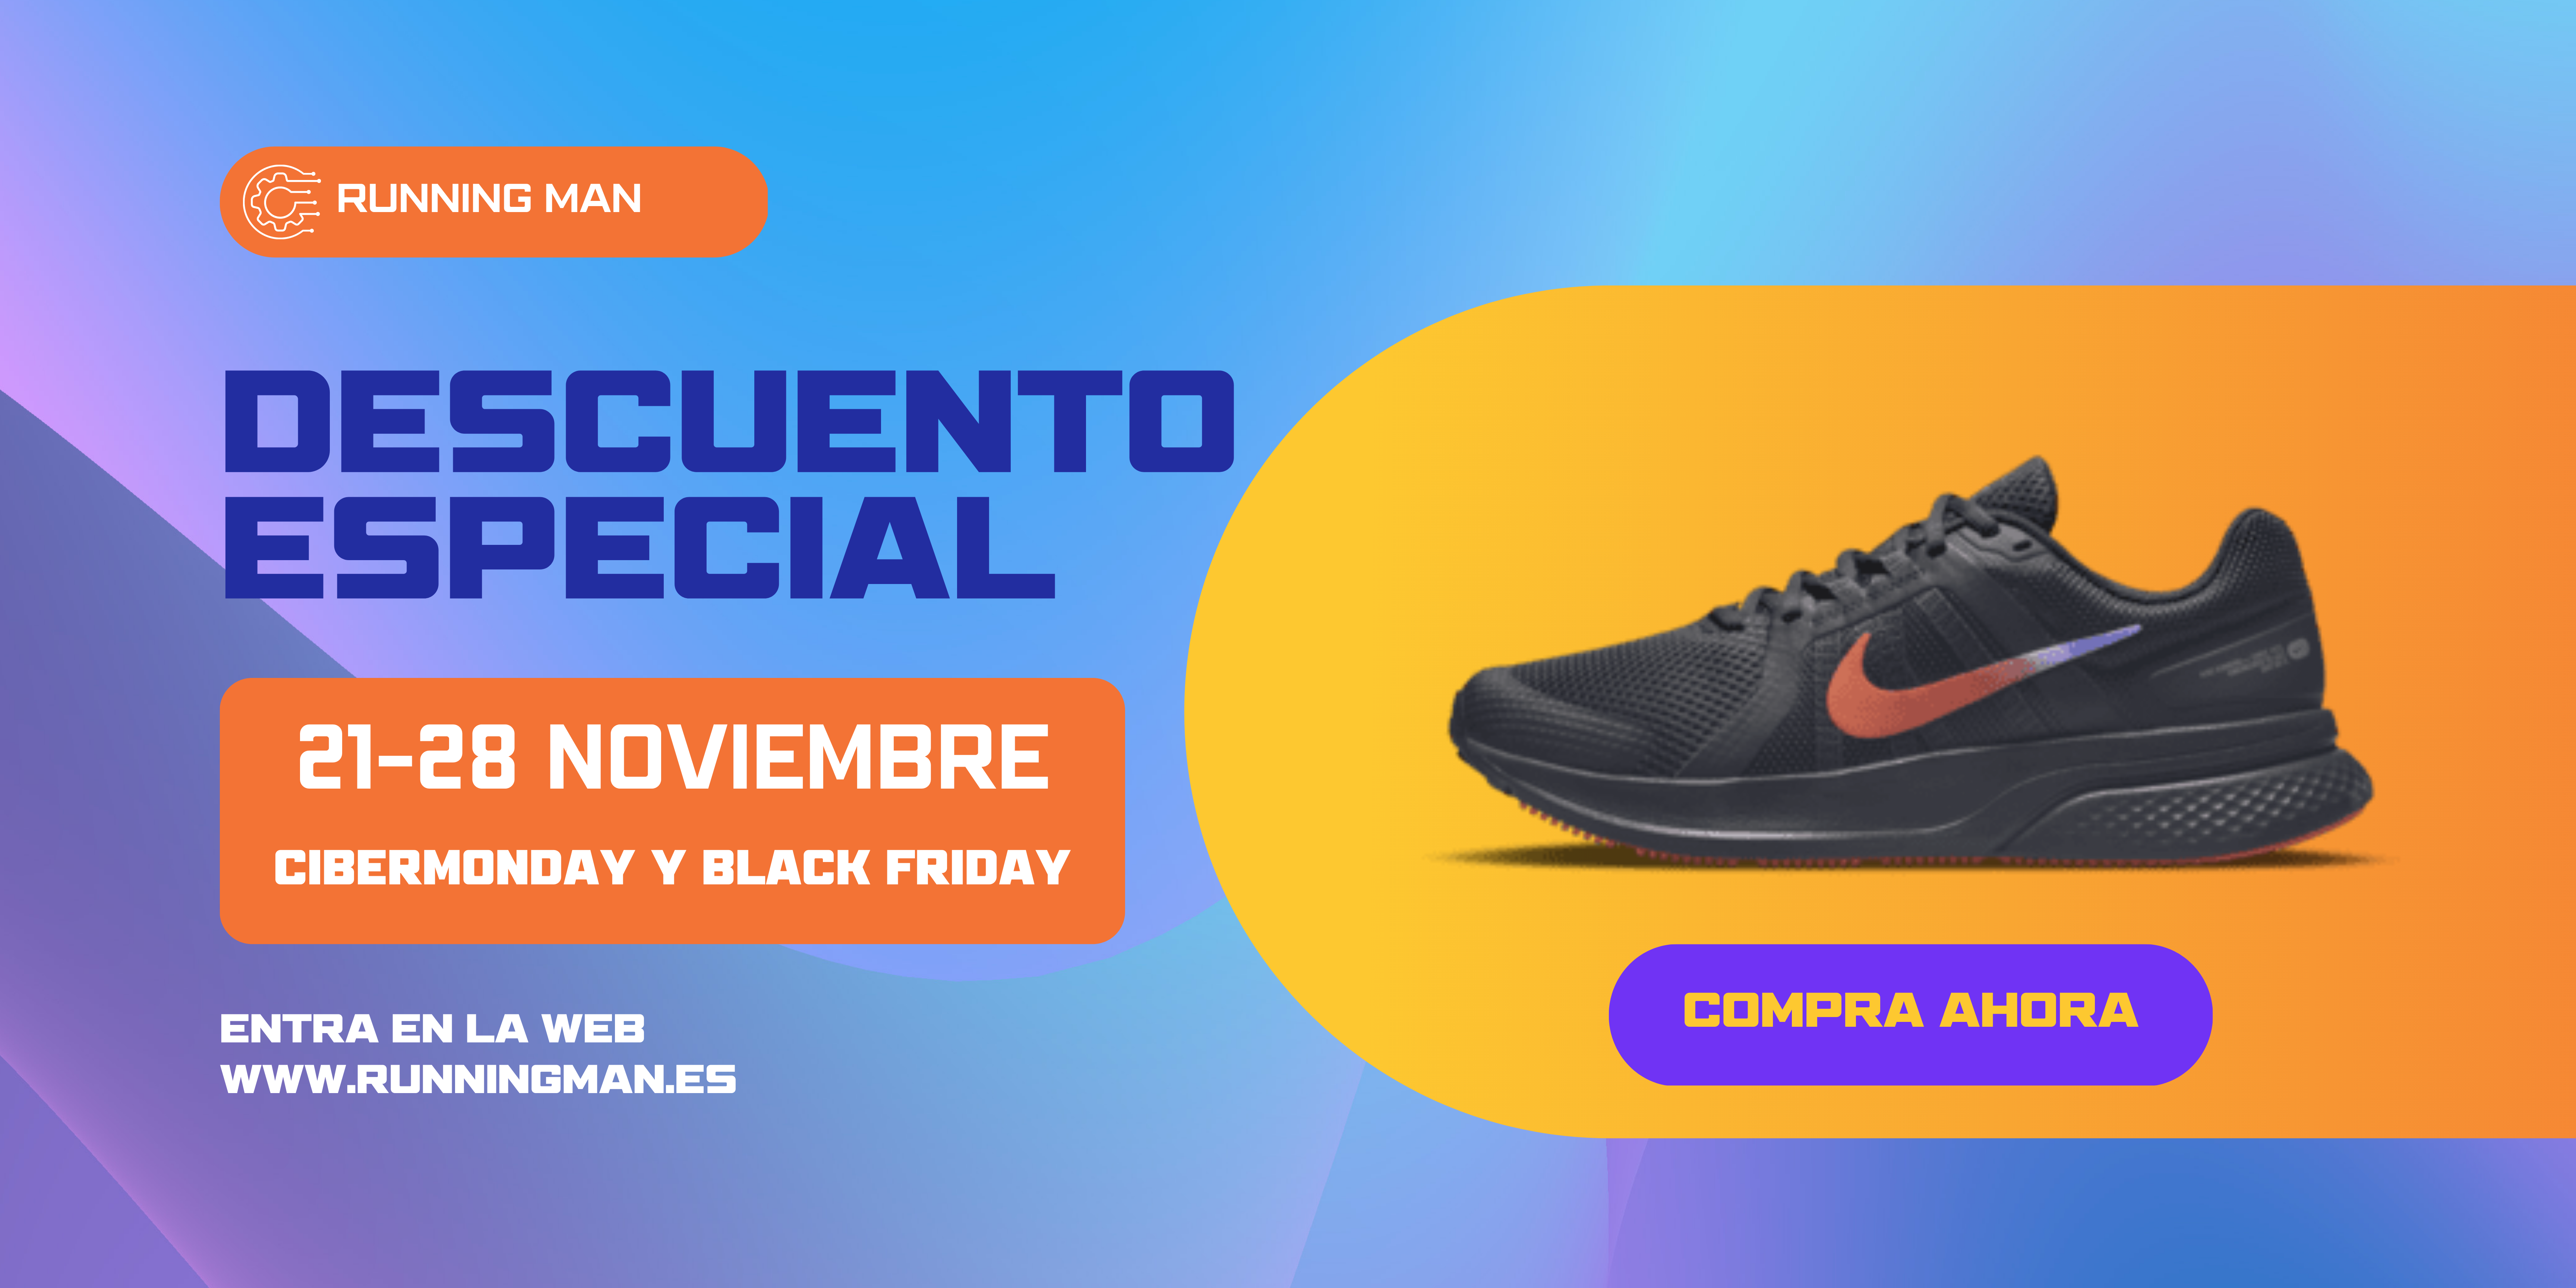 RUNNING MAN
DESCUENTO
ESPECIAL
21-28 NOVIEMBRE
CIBERMONDAY Y BLACK FRIDAY
ENTRA EN LA WEB
WWW.RUNNINGMAN.ES
COMPRA AHORA